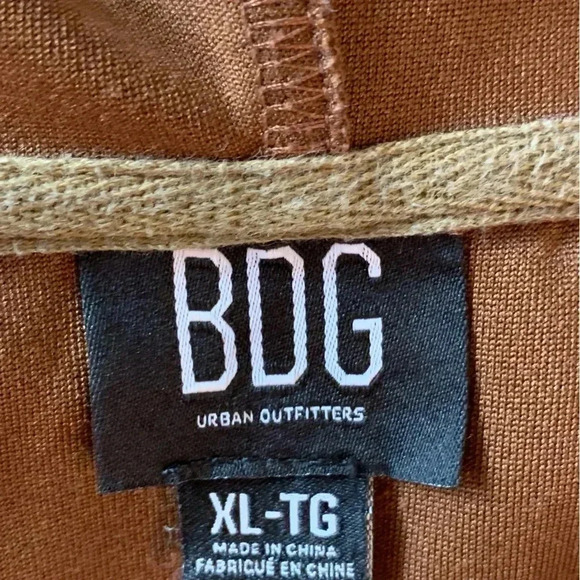 BDG
URBAN OUTFITTERS
XL-TG
MADE IN CHINA
FABRIQUÉ EN CHINE